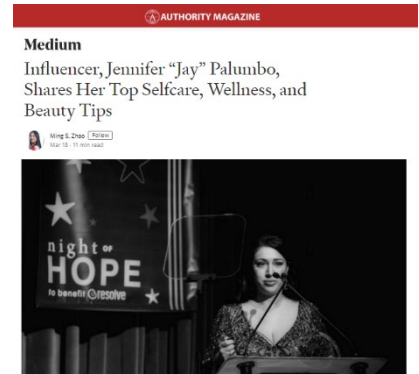 AUTHORITY MAGAZINE
Medium
Influencer, Jennifer “Jay” Palumbo,
Shares Her Top Selfcare, Wellness, and
Beauty Tips
Ming S. Zhao Follow
Mar 18 · 11 min read
night OF
HOPE
to benefit resolve